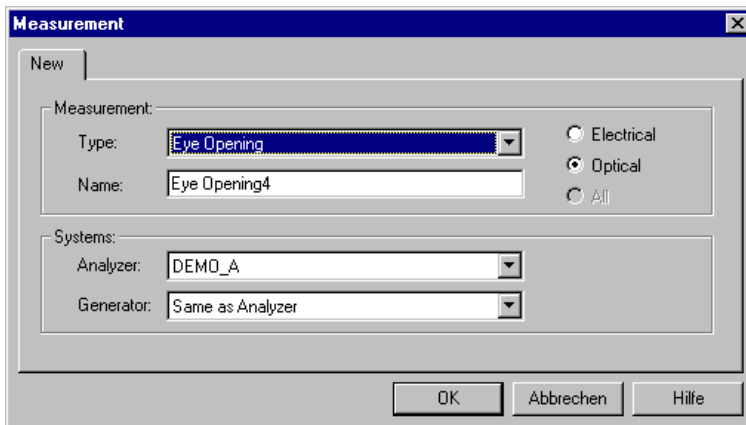 Measurement
New
Measurement:
Type: Eye Opening
Electrical
Optical
Name: Eye Opening4
All
Systems:
Analyzer: DEMO_A
Generator: Same as Analyzer
OK Abbrechen Hilfe